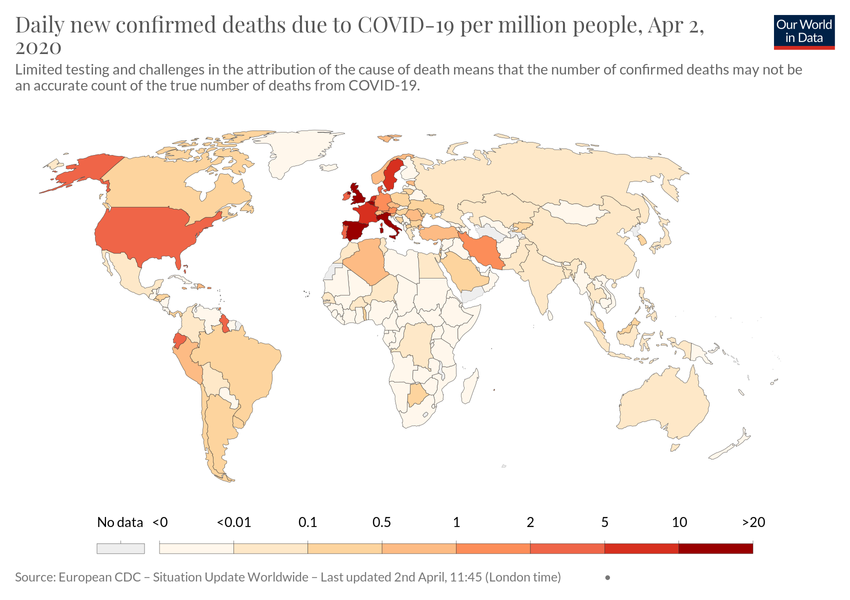 Daily new confirmed deaths due to COVID-19 per million people, Apr 2,
2020
Our World
in Data
Limited testing and challenges in the attribution of the cause of death means that the number of confirmed deaths may not be
an accurate count of the true number of deaths from COVID-19.
No data <0 <0.01 0.1 0.5 1 2 5 10 >20
Source: European CDC – Situation Update Worldwide – Last updated 2nd April, 11:45 (London time) •